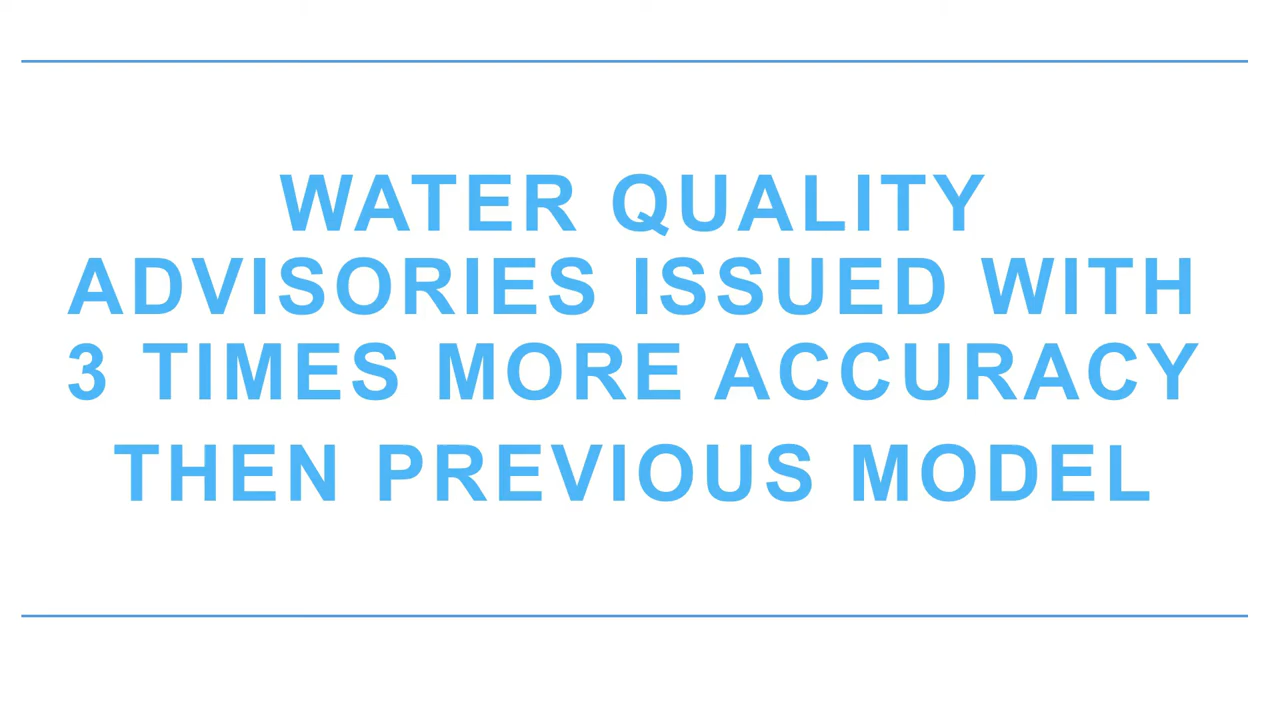 WATER QUALITY
ADVISORIES ISSUED WITH
3 TIMES MORE ACCURACY
THEN PREVIOUS MODEL